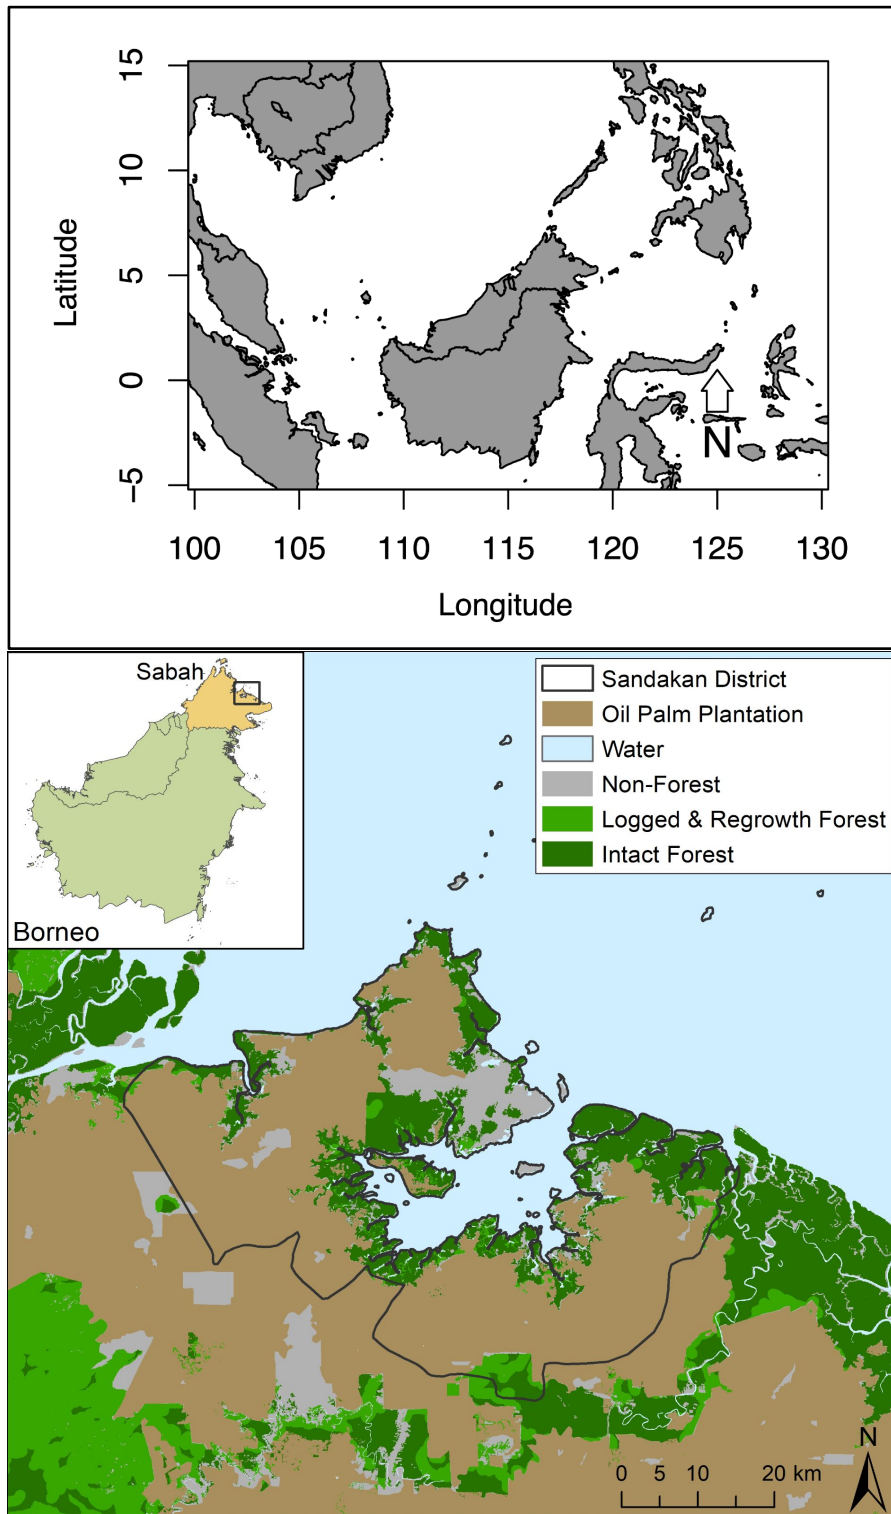 15
10
5
0
−5
Latitude
N
100 105 110 115 120 125 130
Longitude
Sabah
Borneo
Sandakan District
Oil Palm Plantation
Water
Non-Forest
Logged & Regrowth Forest
Intact Forest
N
0 5 10 20 km